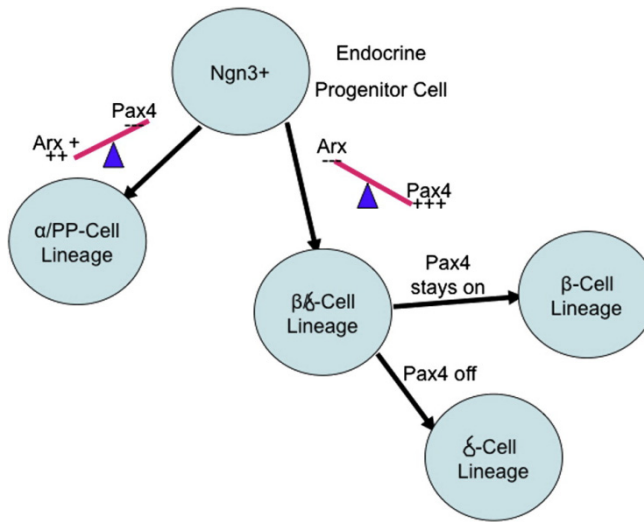 Ngn3+
Endocrine
Progenitor Cell
Pax4
---
Arx +
++
Arx
---
Pax4
+++
α/PP-Cell
Lineage
β/δ-Cell
Lineage
Pax4
stays on
β-Cell
Lineage
Pax4 off
δ-Cell
Lineage